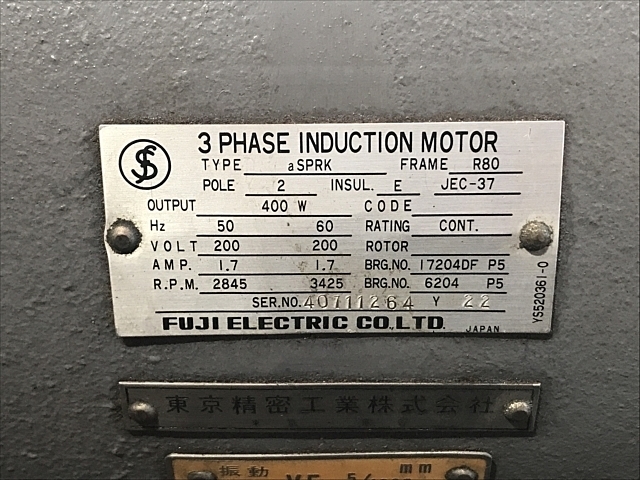 3 PHASE INDUCTION MOTOR
TYPE aSPRK FRAME R80
POLE 2 INSUL. E JEC-37
OUTPUT 400 W CODE
Hz 50 60 RATING CONT.
VOLT 200 200 ROTOR
AMP. 1.7 1.7 BRG.NO. 17204DF P5
R.P.M. 2845 3425 BRG.NO. 6204 P5
SER.NO. 40711264 Y 22
FUJI ELECTRIC CO.LTD. JAPAN
YS520361-0
東京精密工業株式会社
振動 mm